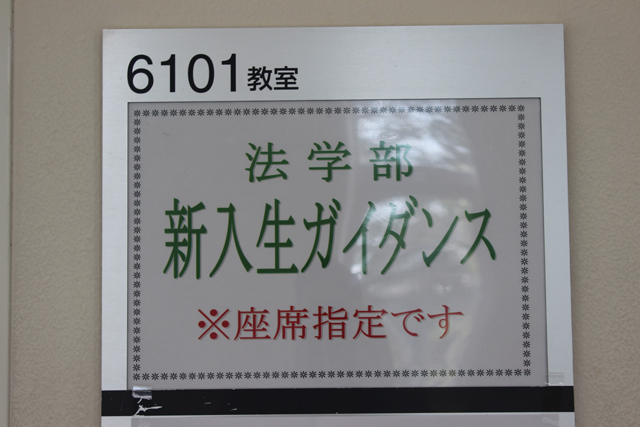 6101教室
法学部
新入生ガイダンス
※座席指定です